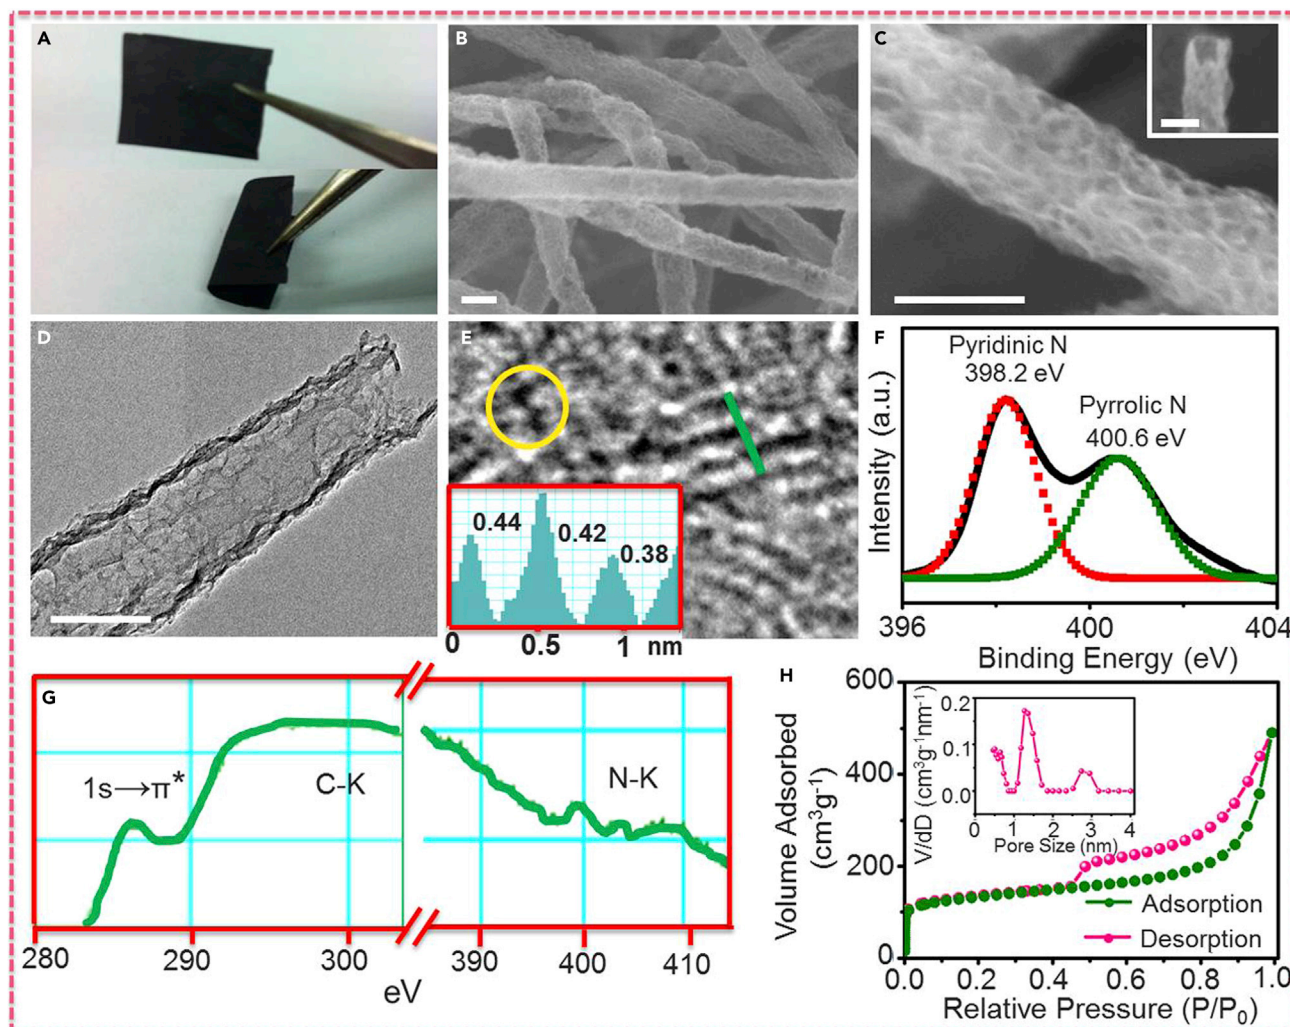 A
B
C
D
E
0.44
0.42
0.38
0 0.5 1 nm
F
Pyridinic N
398.2 eV
Pyrrolic N
400.6 eV
Intensity (a.u.)
396 400 404
Binding Energy (eV)
G
1s→π*
C-K
N-K
280 290 300 390 400 410
eV
H
600
400
200
0
Volume Adsorbed
(cm³g⁻¹)
0.2
0.1
0.0
V/dD (cm³g⁻¹nm⁻¹)
0 1 2 3 4
Pore Size (nm)
Adsorption
Desorption
0.0 0.2 0.4 0.6 0.8 1.0
Relative Pressure (P/P₀)